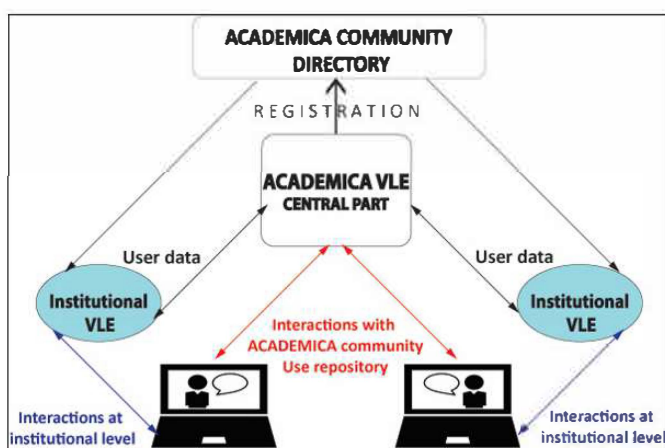 ACADEMICA COMMUNITY
DIRECTORY
REGISTRATION
ACADEMICA VLE
CENTRAL PART
User data
User data
Institutional
VLE
Institutional
VLE
Interactions with
ACADEMICA community
Use repository
Interactions at
institutional level
Interactions at
institutional level